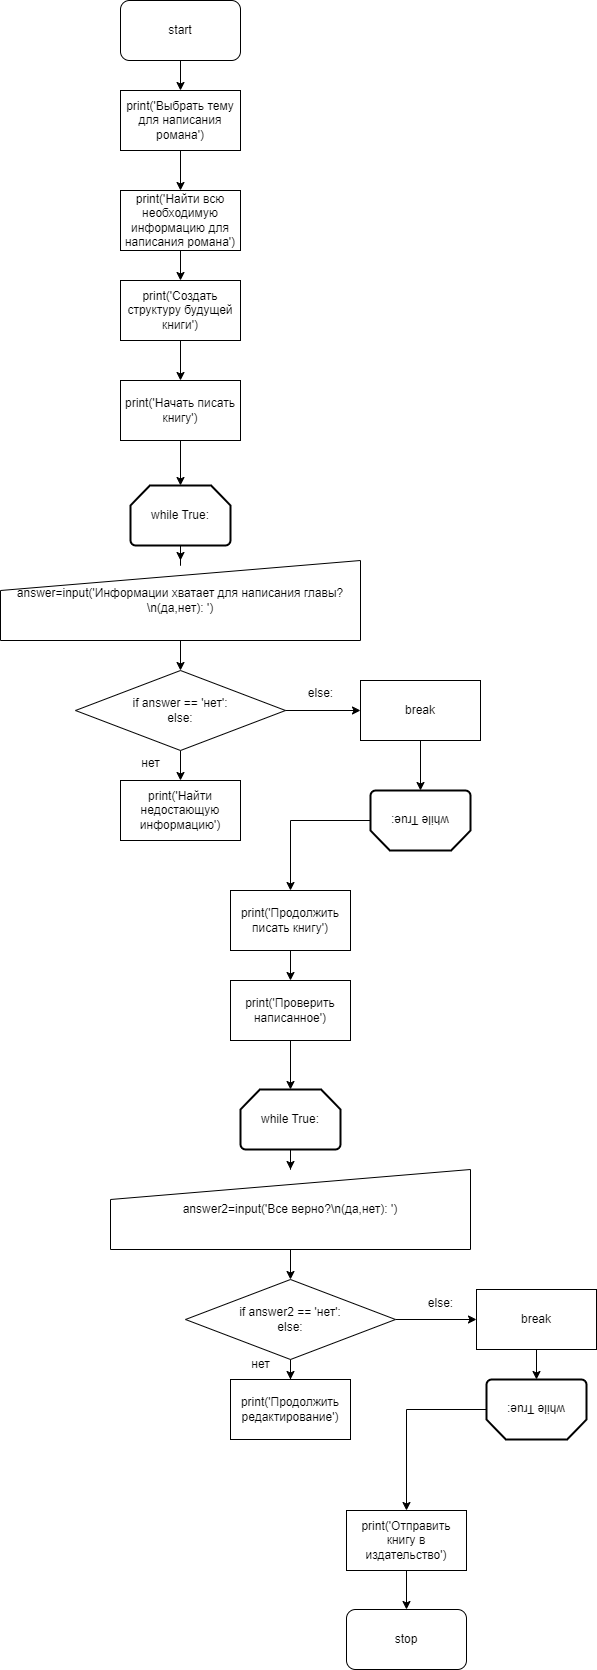 start
print('Выбрать тему
для написания
романа')
print('Найти всю
необходимую
информацию для
написания романа')
print('Создать
структуру будущей
книги')
print('Начать писать
книгу')
while True:
answer=input('Информации хватает для написания главы?
\n(да,нет): ')
if answer == 'нет':
else:
else:
break
нет
print('Найти
недостающую
информацию')
while True:
print('Продолжить
писать книгу')
print('Проверить
написанное')
while True:
answer2=input('Все верно?\n(да,нет): ')
if answer2 == 'нет':
else:
else:
break
нет
print('Продолжить
редактирование')
while True:
print('Отправить
книгу в
издательство')
stop